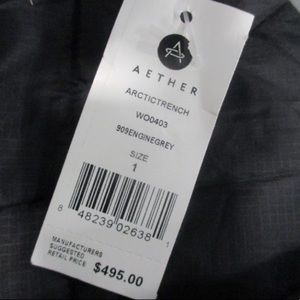 AETHER
ARCTICTRENCH
WO0403
909ENGINEGREY
SIZE
1
8 48239 02638 1
MANUFACTURERS
SUGGESTED
RETAIL PRICE $495.00